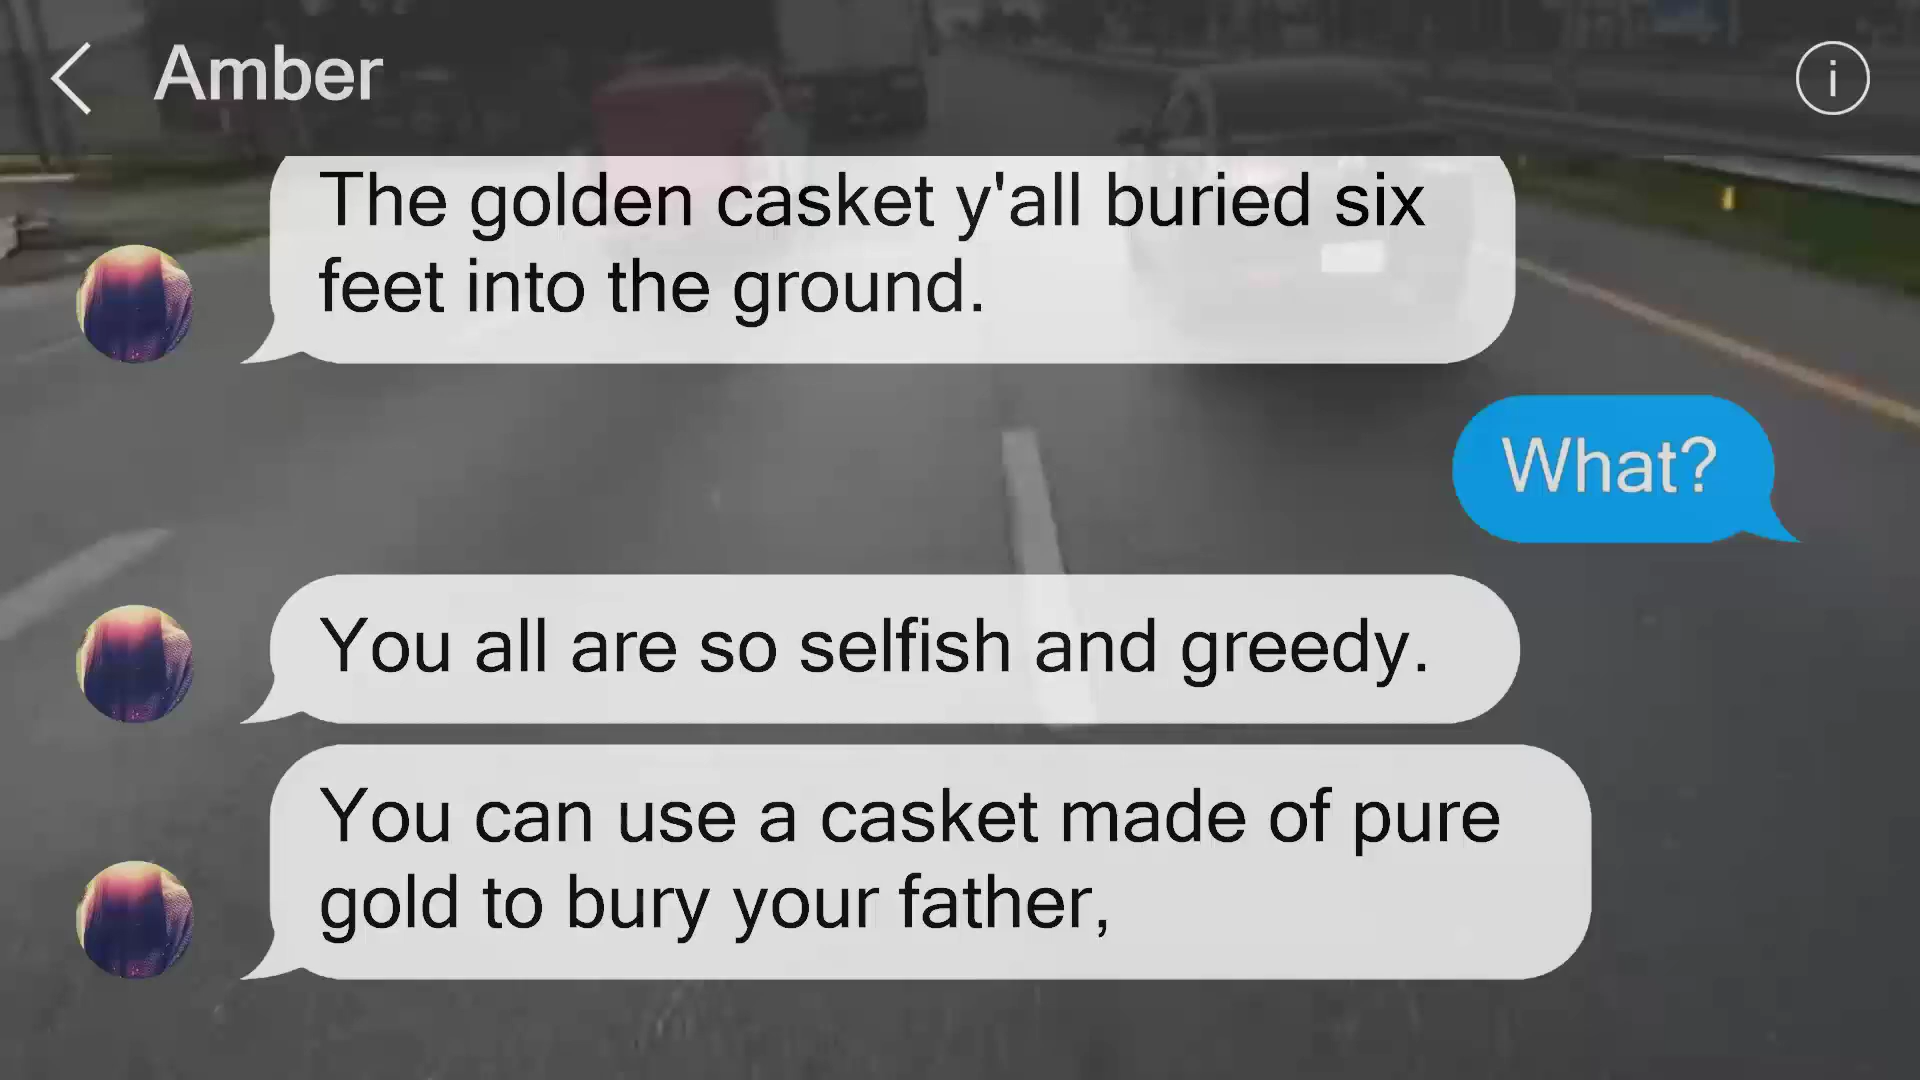 Amber
The golden casket y'all buried six
feet into the ground.
What?
You all are so selfish and greedy.
You can use a casket made of pure
gold to bury your father,